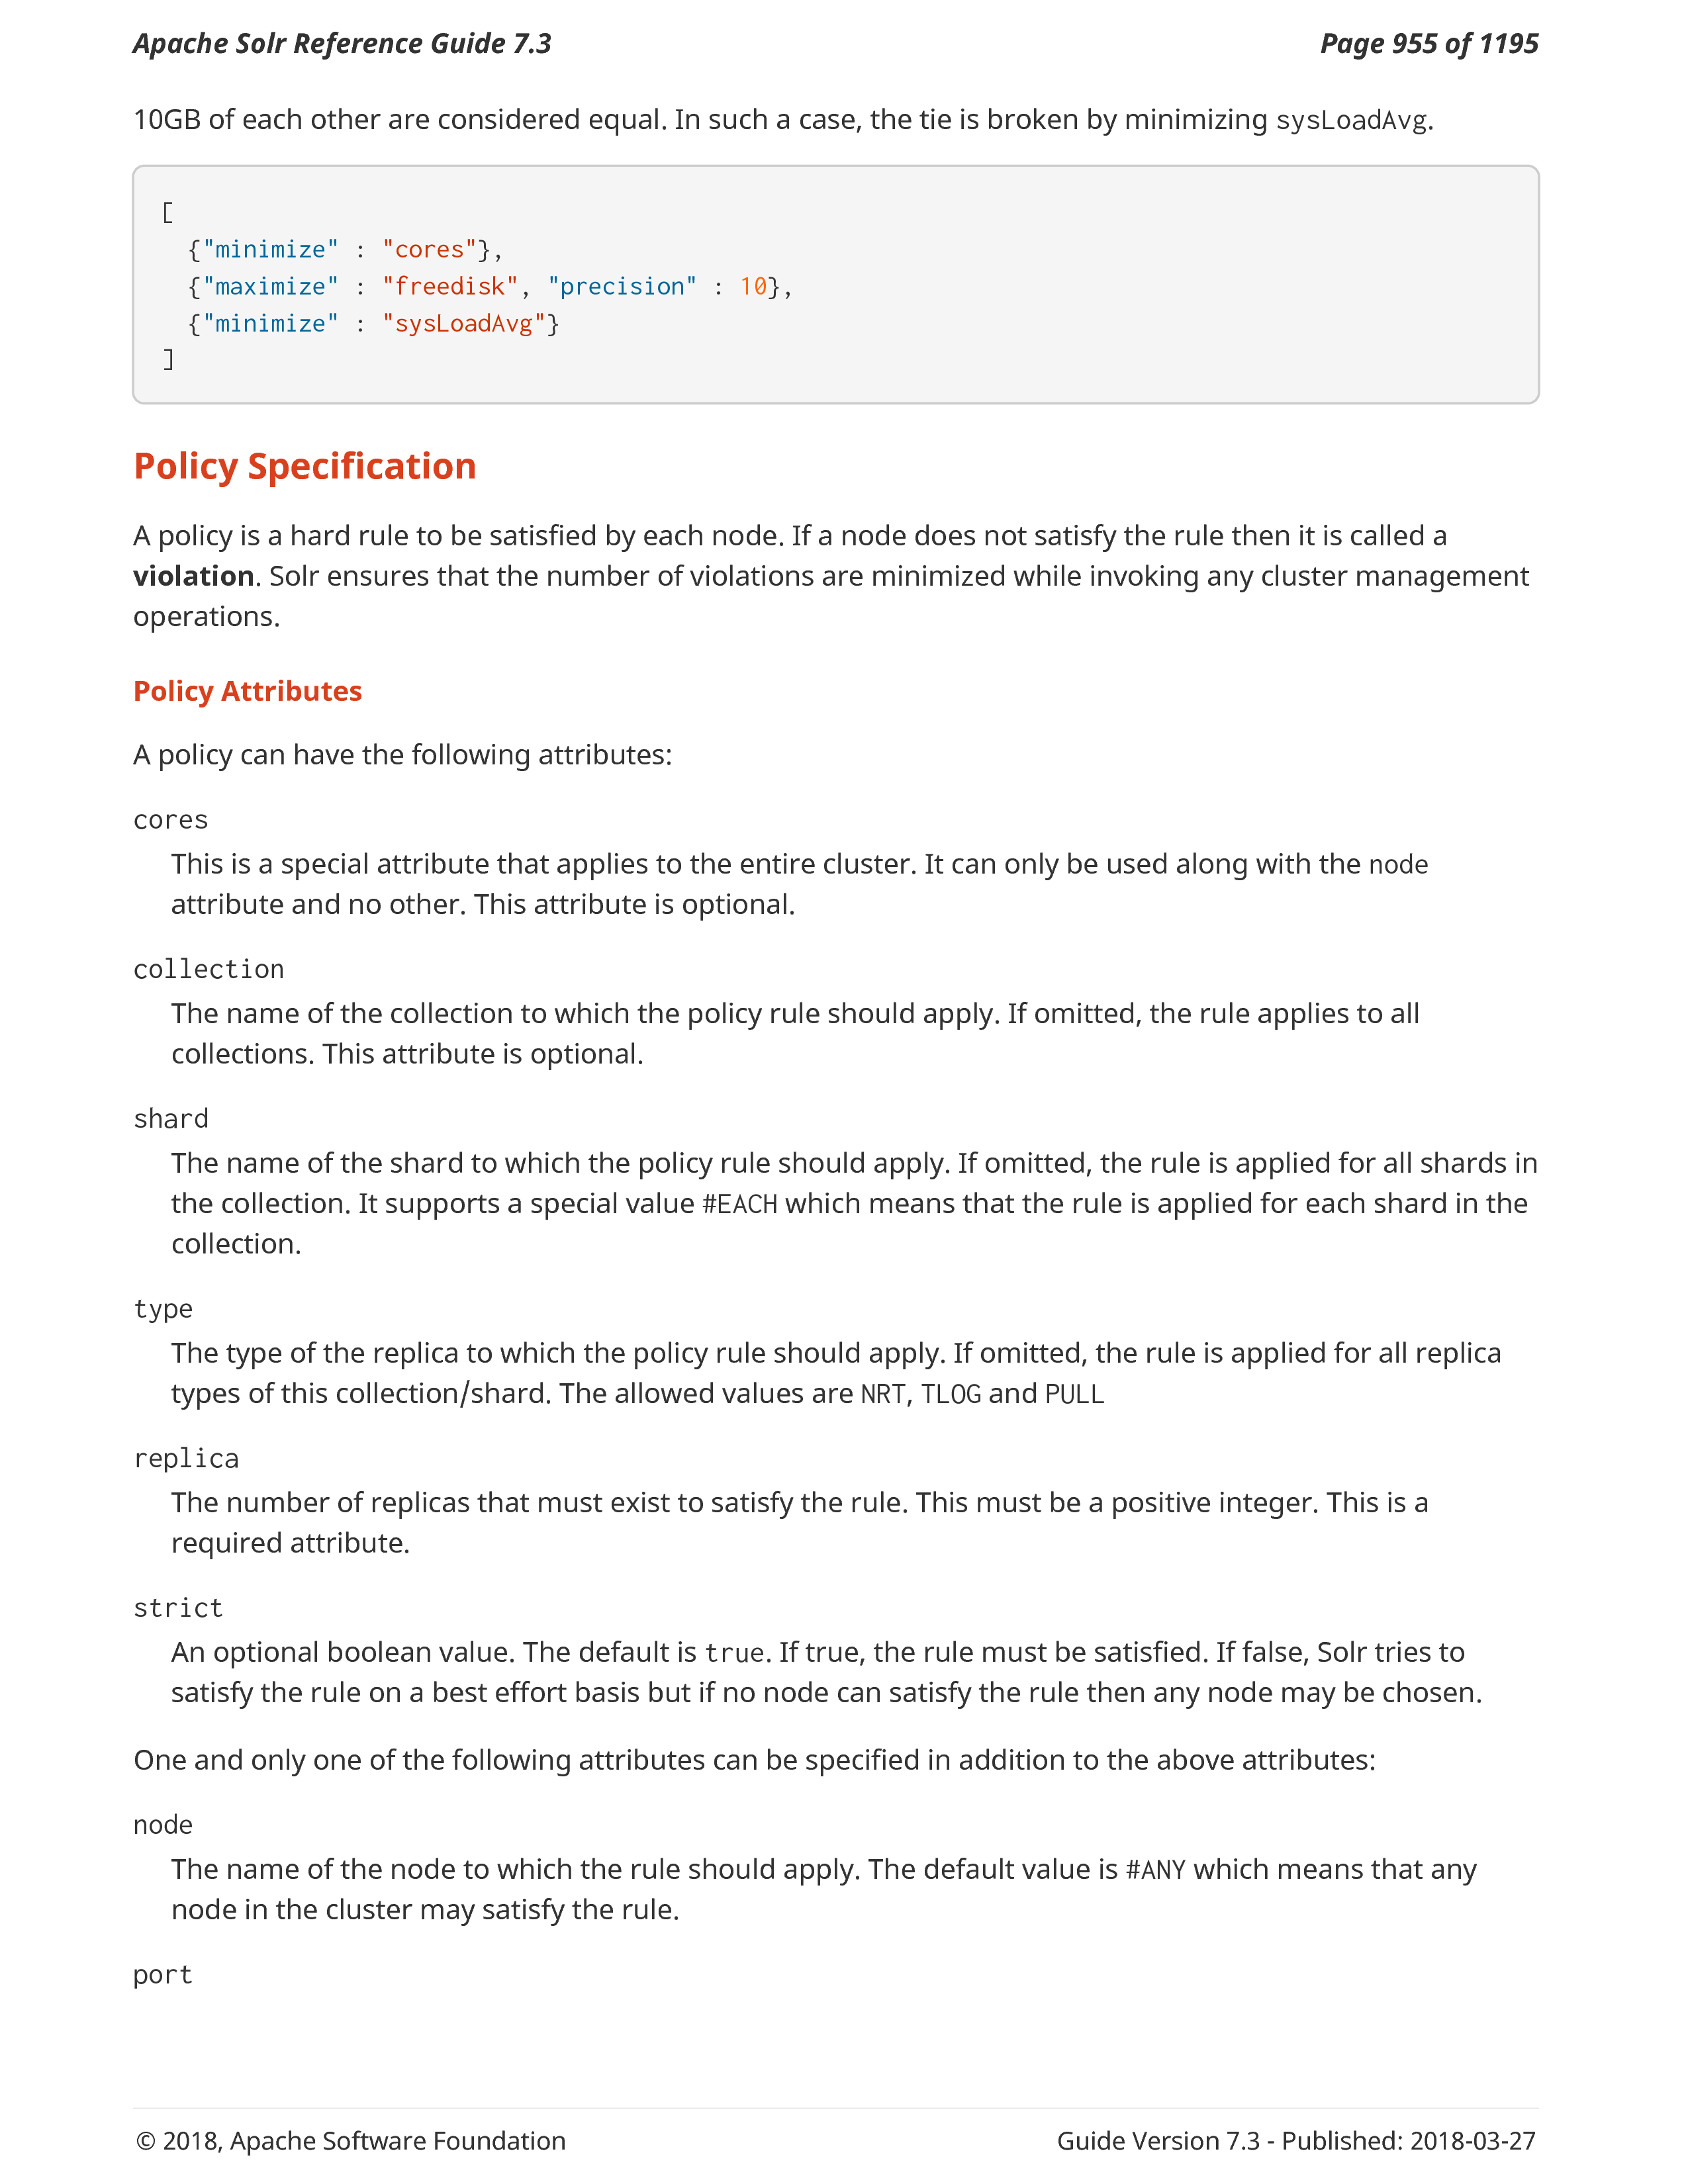 Apache Solr Reference Guide 7.3 Page 955 of 1195
10GB of each other are considered equal. In such a case, the tie is broken by minimizing sysLoadAvg.
[
  {"minimize" : "cores"},
  {"maximize" : "freedisk", "precision" : 10},
  {"minimize" : "sysLoadAvg"}
]
Policy Specification
A policy is a hard rule to be satisfied by each node. If a node does not satisfy the rule then it is called a
violation. Solr ensures that the number of violations are minimized while invoking any cluster management
operations.
Policy Attributes
A policy can have the following attributes:
cores
This is a special attribute that applies to the entire cluster. It can only be used along with the node
attribute and no other. This attribute is optional.
collection
The name of the collection to which the policy rule should apply. If omitted, the rule applies to all
collections. This attribute is optional.
shard
The name of the shard to which the policy rule should apply. If omitted, the rule is applied for all shards in
the collection. It supports a special value #EACH which means that the rule is applied for each shard in the
collection.
type
The type of the replica to which the policy rule should apply. If omitted, the rule is applied for all replica
types of this collection/shard. The allowed values are NRT, TLOG and PULL
replica
The number of replicas that must exist to satisfy the rule. This must be a positive integer. This is a
required attribute.
strict
An optional boolean value. The default is true. If true, the rule must be satisfied. If false, Solr tries to
satisfy the rule on a best effort basis but if no node can satisfy the rule then any node may be chosen.
One and only one of the following attributes can be specified in addition to the above attributes:
node
The name of the node to which the rule should apply. The default value is #ANY which means that any
node in the cluster may satisfy the rule.
port
© 2018, Apache Software Foundation Guide Version 7.3 - Published: 2018-03-27